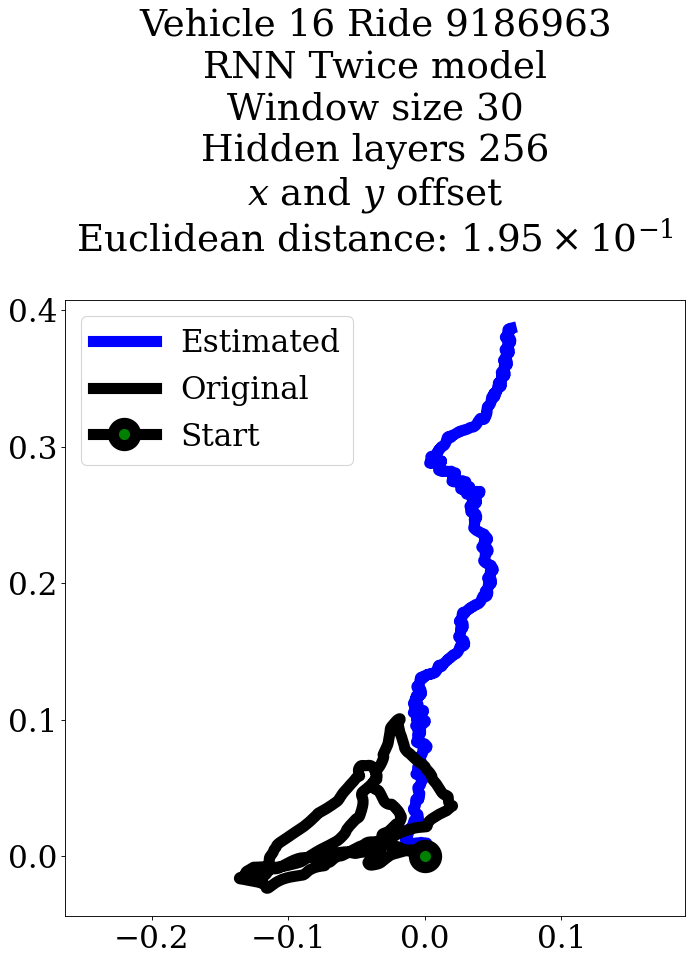 Vehicle 16 Ride 9186963
RNN Twice model
Window size 30
Hidden layers 256
x and y offset
Euclidean distance: 1.95 × 10⁻¹
0.4
Estimated
Original
Start
0.3
0.2
0.1
0.0
−0.2
−0.1
0.0
0.1